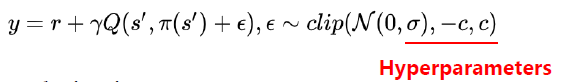 y = r + γQ(s′, π(s′) + ϵ), ϵ ∼ clip(𝒩(0, σ), −c, c)
Hyperparameters